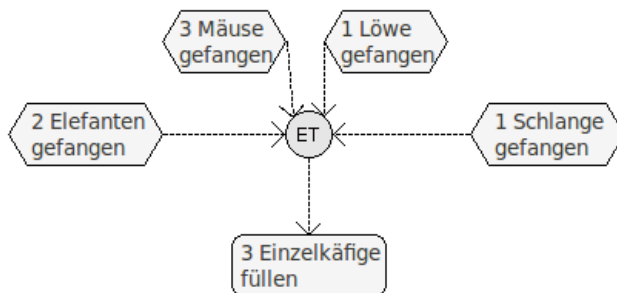 3 Mäuse
gefangen
1 Löwe
gefangen
2 Elefanten
gefangen
ET
1 Schlange
gefangen
3 Einzelkäfige
füllen